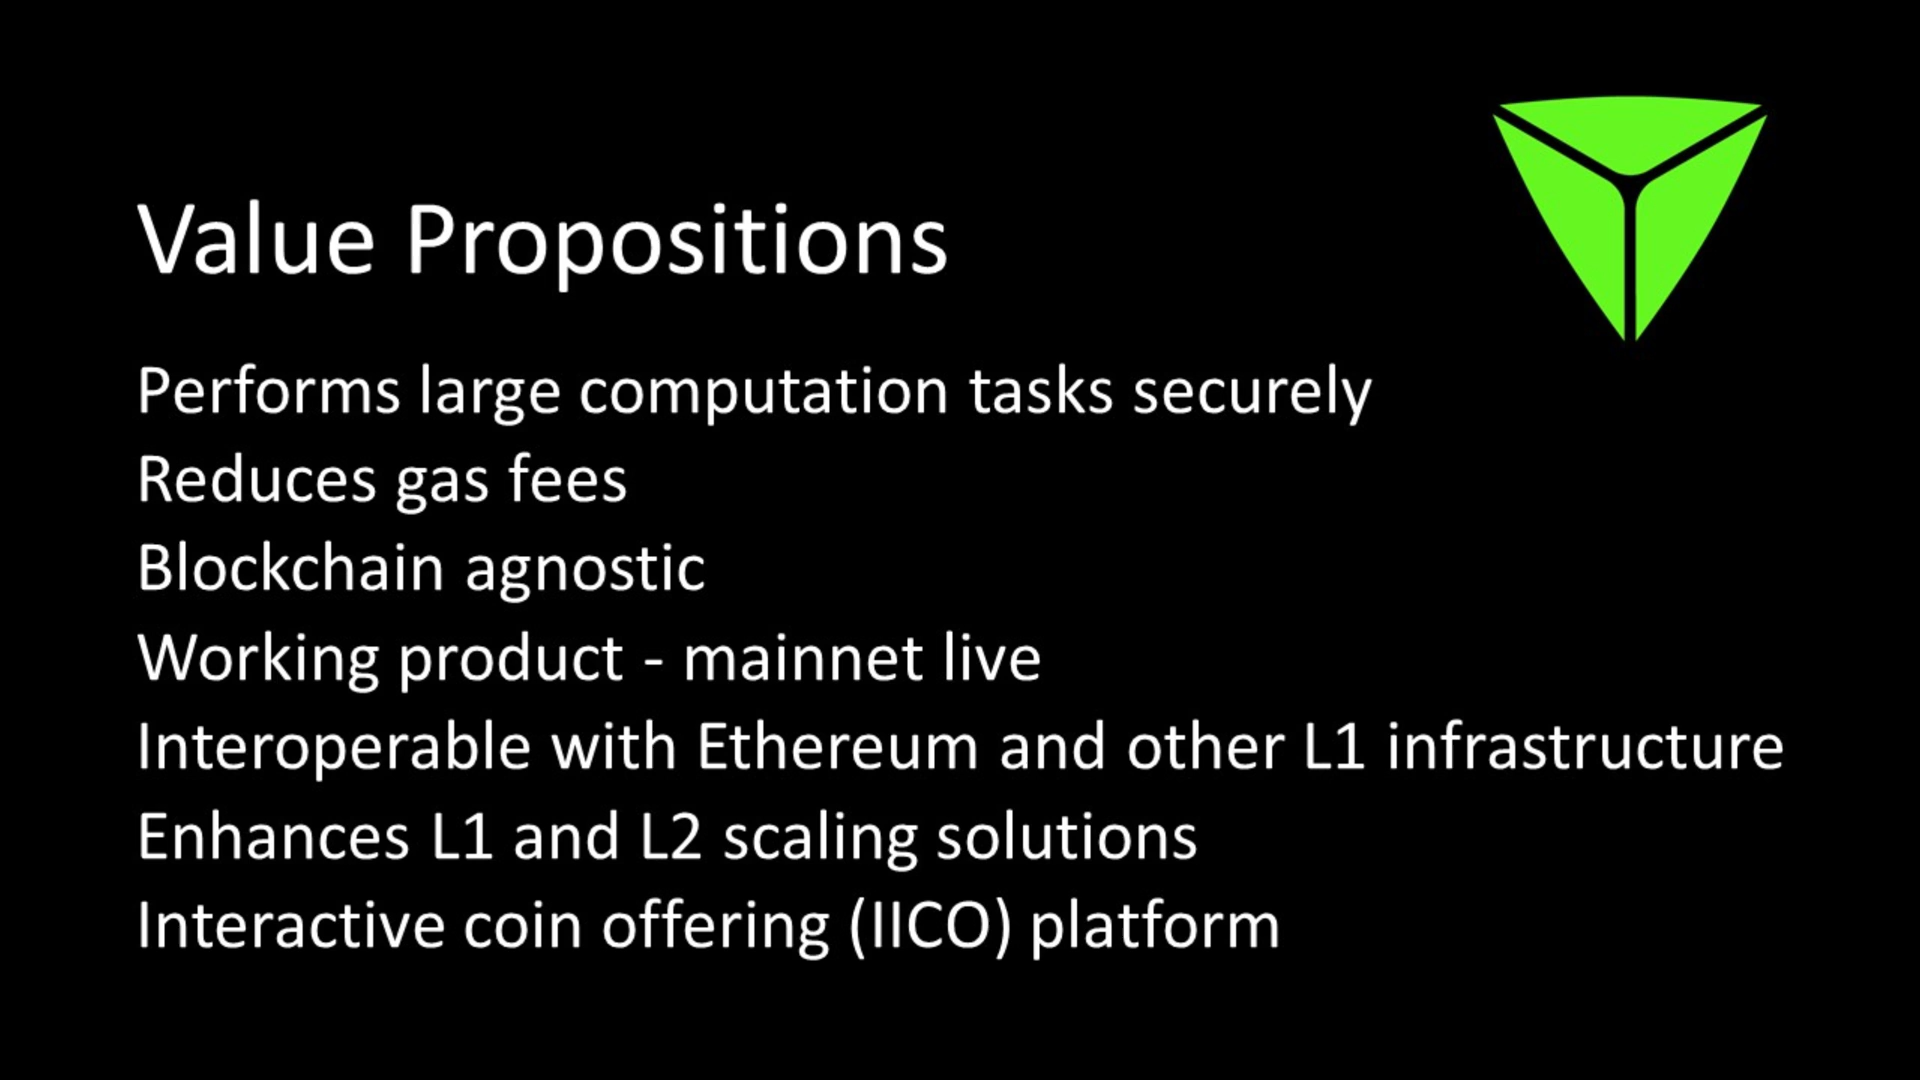 Value Propositions
Performs large computation tasks securely
Reduces gas fees
Blockchain agnostic
Working product - mainnet live
Interoperable with Ethereum and other L1 infrastructure
Enhances L1 and L2 scaling solutions
Interactive coin offering (IICO) platform